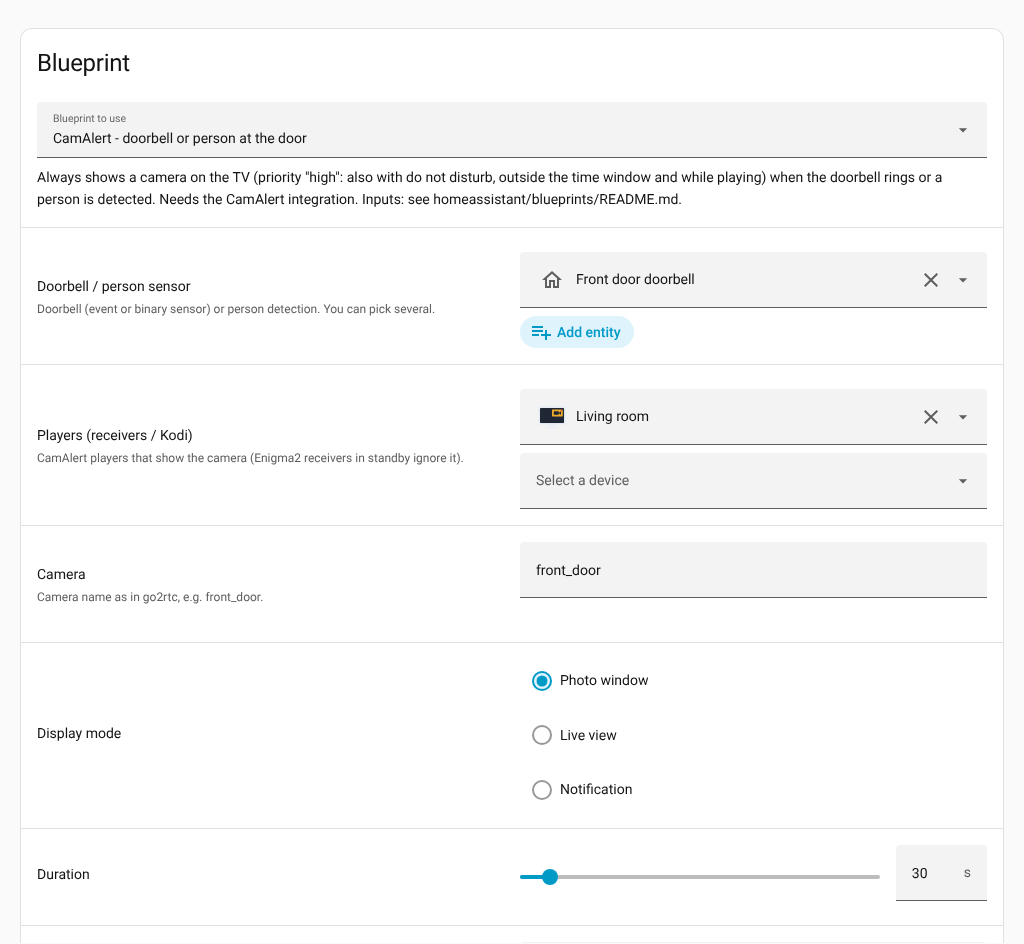 Blueprint
Blueprint to use
CamAlert - doorbell or person at the door
Always shows a camera on the TV (priority "high": also with do not disturb, outside the time window and while playing) when the doorbell rings or a
person is detected. Needs the CamAlert integration. Inputs: see homeassistant/blueprints/README.md.
Doorbell / person sensor
Doorbell (event or binary sensor) or person detection. You can pick several.
Front door doorbell
Add entity
Players (receivers / Kodi)
CamAlert players that show the camera (Enigma2 receivers in standby ignore it).
Living room
Select a device
Camera
Camera name as in go2rtc, e.g. front_door.
front_door
Display mode
Photo window
Live view
Notification
Duration
30 s